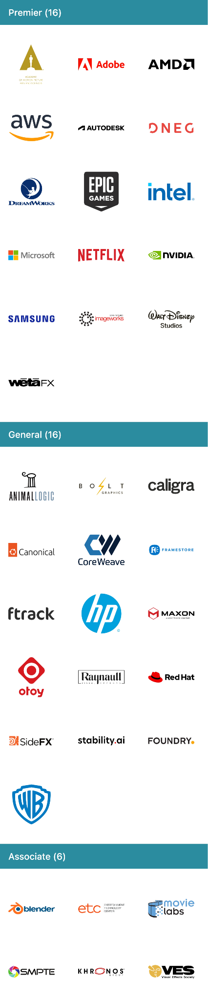 Premier (16)
ACADEMY
OF MOTION PICTURE
ARTS AND SCIENCES
Adobe
AMD
aws
AUTODESK
DNEG
DREAMWORKS
EPIC
GAMES
intel®
Microsoft
NETFLIX
NVIDIA.
SAMSUNG
SONY PICTURES
imageworks
WALT DISNEY
Studios
wētāFX
General (16)
ANIMALLOGIC
BOLT
GRAPHICS
caligra
Canonical
CoreWeave
FRAMESTORE
ftrack
hp®
MAXON
A NEMETSCHEK COMPANY
otoy
Raynault
VISUAL EFFECTS
Red Hat
SideFX®
stability.ai
FOUNDRY.
WB
Associate (6)
blender
etc
ENTERTAINMENT
TECHNOLOGY
CENTER
movie
labs
SMPTE
KHRONOS®
GROUP
VES
Visual Effects Society